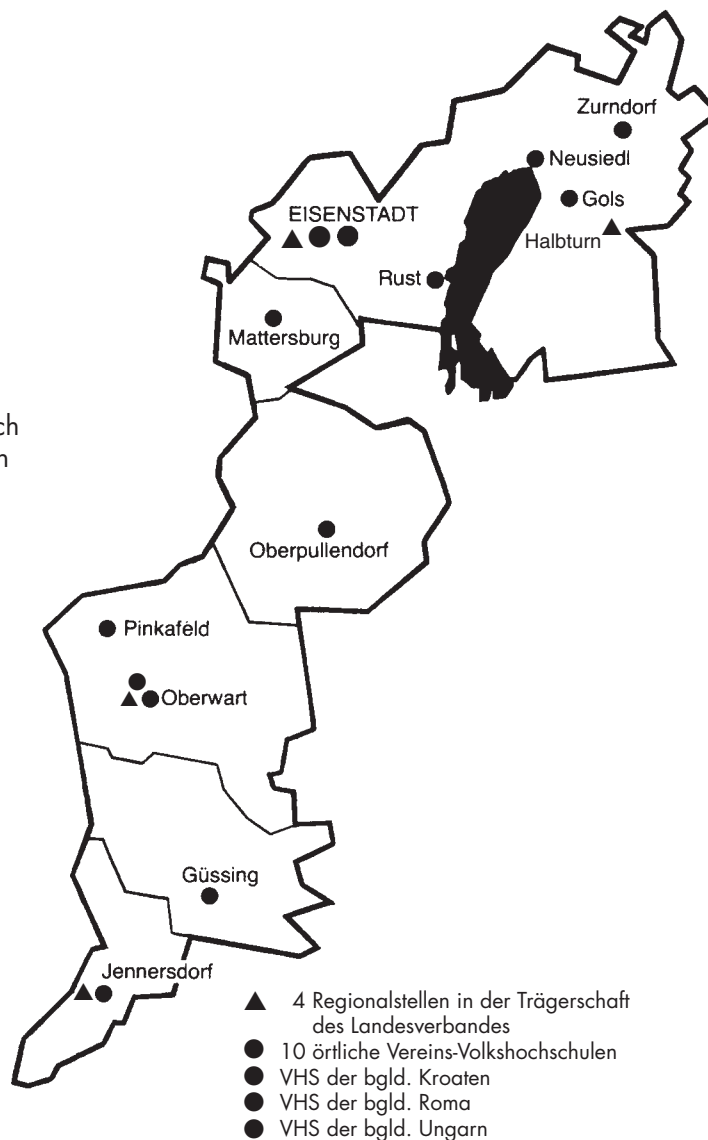 Zurndorf
Neusiedl
Gols
EISENSTADT
Halbturn
Rust
Mattersburg
ch
n
Oberpullendorf
Pinkafeld
Oberwart
Güssing
Jennersdorf
▲ 4 Regionalstellen in der Trägerschaft
des Landesverbandes
● 10 örtliche Vereins-Volkshochschulen
● VHS der bgld. Kroaten
● VHS der bgld. Roma
● VHS der bgld. Ungarn